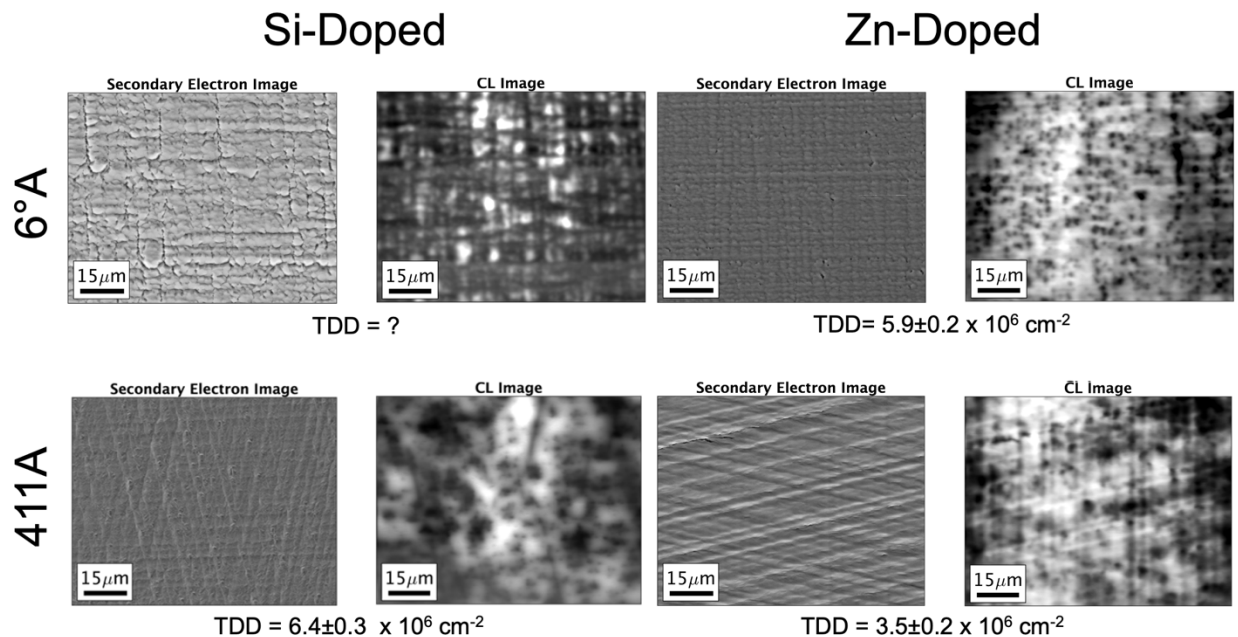 Si-Doped Zn-Doped
Secondary Electron Image CL Image Secondary Electron Image CL Image
6°A
15μm 15μm 15μm 15μm
TDD = ? TDD= 5.9±0.2 x 10⁶ cm⁻²
Secondary Electron Image CL Image Secondary Electron Image CL Image
411A
15μm 15μm 15μm 15μm
TDD = 6.4±0.3 x 10⁶ cm⁻² TDD = 3.5±0.2 x 10⁶ cm⁻²